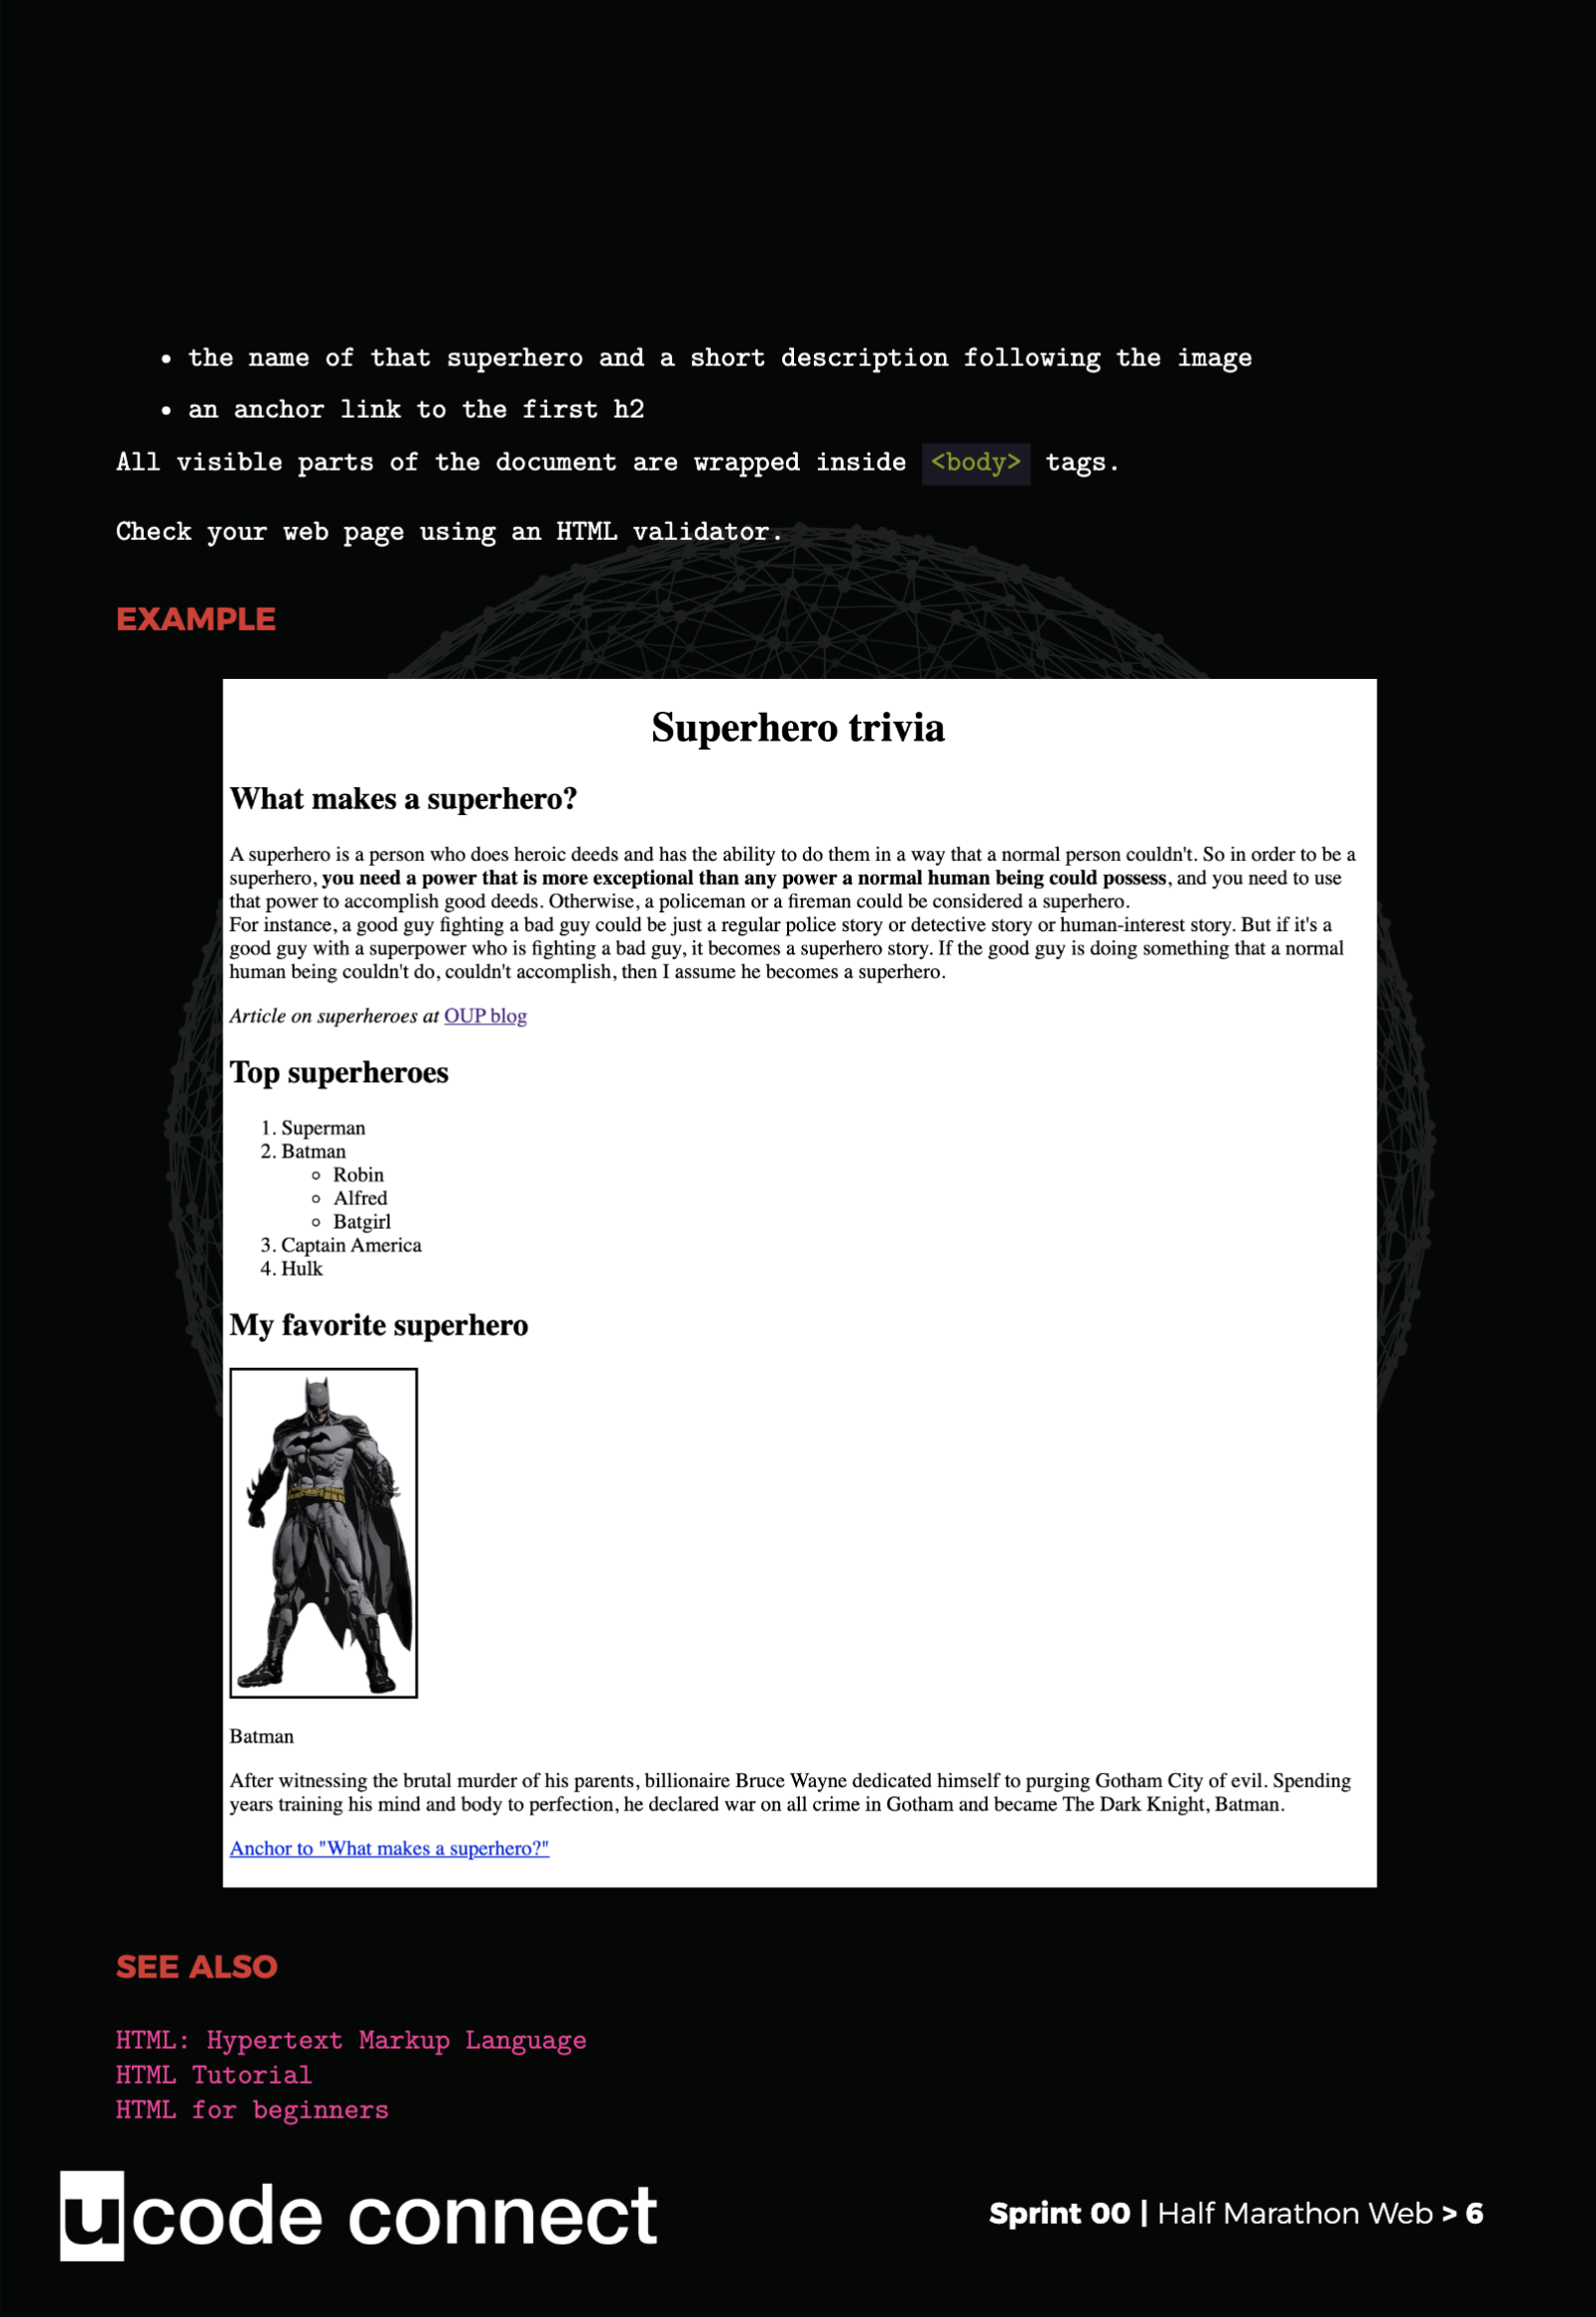 • the name of that superhero and a short description following the image
• an anchor link to the first h2
All visible parts of the document are wrapped inside <body> tags.
Check your web page using an HTML validator.
EXAMPLE
Superhero trivia
What makes a superhero?
A superhero is a person who does heroic deeds and has the ability to do them in a way that a normal person couldn't. So in order to be a
superhero, you need a power that is more exceptional than any power a normal human being could possess, and you need to use
that power to accomplish good deeds. Otherwise, a policeman or a fireman could be considered a superhero.
For instance, a good guy fighting a bad guy could be just a regular police story or detective story or human-interest story. But if it's a
good guy with a superpower who is fighting a bad guy, it becomes a superhero story. If the good guy is doing something that a normal
human being couldn't do, couldn't accomplish, then I assume he becomes a superhero.
Article on superheroes at OUP blog
Top superheroes
1. Superman
2. Batman
◦ Robin
◦ Alfred
◦ Batgirl
3. Captain America
4. Hulk
My favorite superhero
Batman
After witnessing the brutal murder of his parents, billionaire Bruce Wayne dedicated himself to purging Gotham City of evil. Spending
years training his mind and body to perfection, he declared war on all crime in Gotham and became The Dark Knight, Batman.
Anchor to "What makes a superhero?"
SEE ALSO
HTML: Hypertext Markup Language
HTML Tutorial
HTML for beginners
ucode connect
Sprint 00 | Half Marathon Web > 6